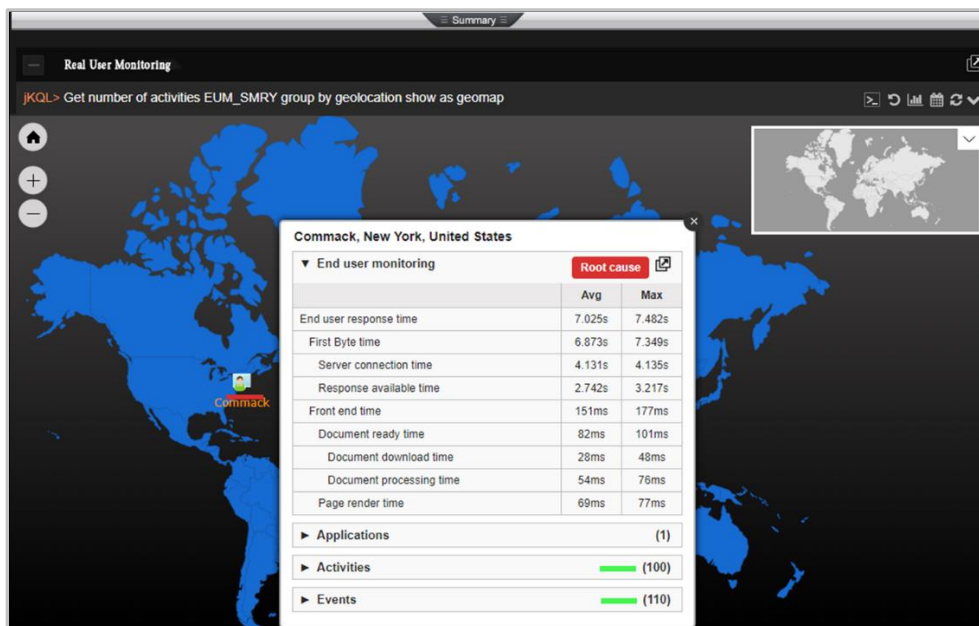 Summary
Real User Monitoring
jKQL> Get number of activities EUM_SMRY group by geolocation show as geomap
Commack, New York, United States
▼ End user monitoring Root cause
Avg Max
End user response time 7.025s 7.482s
First Byte time 6.873s 7.349s
Server connection time 4.131s 4.135s
Response available time 2.742s 3.217s
Front end time 151ms 177ms
Document ready time 82ms 101ms
Document download time 28ms 48ms
Document processing time 54ms 76ms
Page render time 69ms 77ms
► Applications (1)
► Activities (100)
► Events (110)
Commack